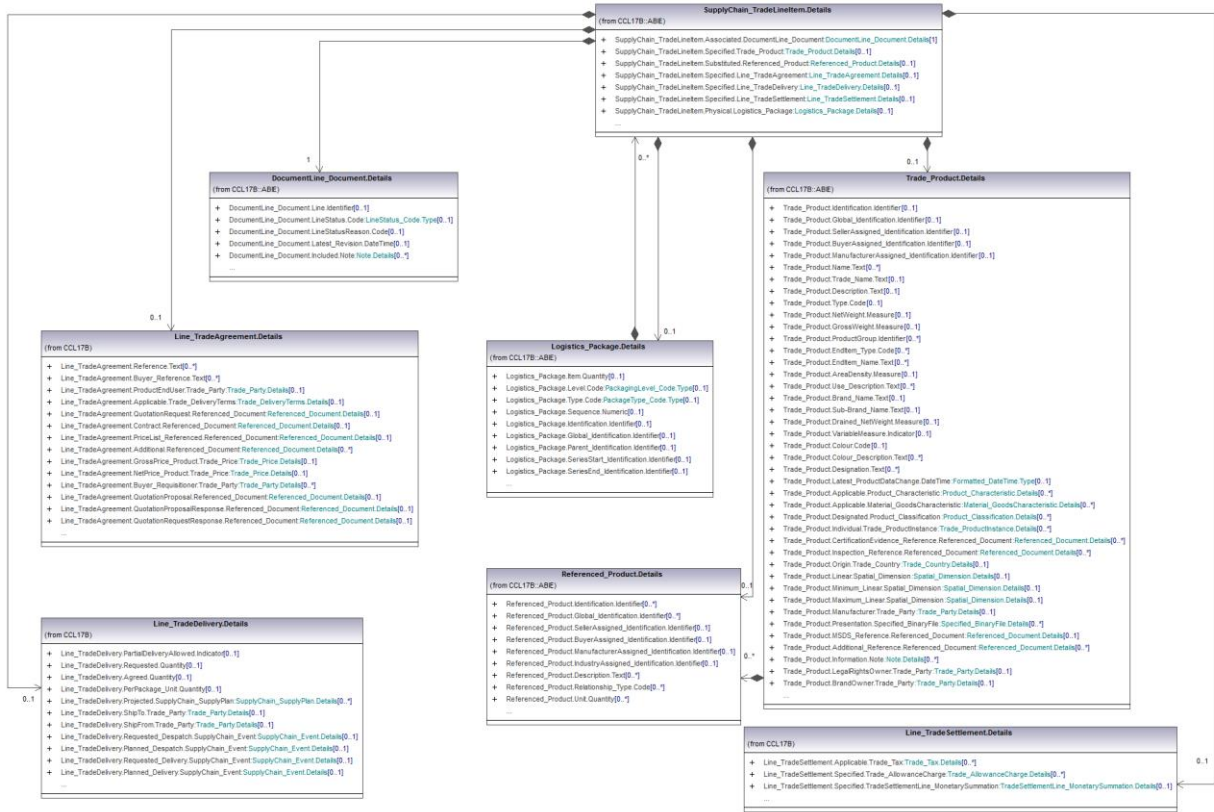 SupplyChain_TradeLineItem.Details
(from CCL17B::ABIE)
+ SupplyChain_TradeLineItem.Associated.DocumentLine_Document:DocumentLine_Document.Details[1]
+ SupplyChain_TradeLineItem.Specified.Trade_Product:Trade_Product.Details[0..1]
+ SupplyChain_TradeLineItem.Substituted.Referenced_Product:Referenced_Product.Details[0..1]
+ SupplyChain_TradeLineItem.Specified.Line_TradeAgreement:Line_TradeAgreement.Details[0..1]
+ SupplyChain_TradeLineItem.Specified.Line_TradeDelivery:Line_TradeDelivery.Details[0..1]
+ SupplyChain_TradeLineItem.Specified.Line_TradeSettlement:Line_TradeSettlement.Details[0..1]
+ SupplyChain_TradeLineItem.Physical.Logistics_Package:Logistics_Package.Details[0..1]
...
1
0..*
0..1
DocumentLine_Document.Details
(from CCL17B::ABIE)
+ DocumentLine_Document.Line.Identifier[0..1]
+ DocumentLine_Document.LineStatus.Code:LineStatus_Code.Type[0..1]
+ DocumentLine_Document.LineStatusReason.Code[0..1]
+ DocumentLine_Document.Latest_Revision.DateTime[0..1]
+ DocumentLine_Document.Included.Note:Note.Details[0..*]
...
Trade_Product.Details
(from CCL17B::ABIE)
+ Trade_Product.Identification.Identifier[0..1]
+ Trade_Product.Global_Identification.Identifier[0..1]
+ Trade_Product.SellerAssigned_Identification.Identifier[0..1]
+ Trade_Product.BuyerAssigned_Identification.Identifier[0..1]
+ Trade_Product.ManufacturerAssigned_Identification.Identifier[0..1]
+ Trade_Product.Name.Text[0..*]
+ Trade_Product.Trade_Name.Text[0..1]
+ Trade_Product.Description.Text[0..1]
+ Trade_Product.Type.Code[0..1]
+ Trade_Product.NetWeight.Measure[0..1]
+ Trade_Product.GrossWeight.Measure[0..1]
+ Trade_Product.ProductGroup.Identifier[0..*]
+ Trade_Product.EndItem_Type.Code[0..*]
+ Trade_Product.EndItem_Name.Text[0..*]
+ Trade_Product.AreaDensity.Measure[0..*]
+ Trade_Product.Use_Description.Text[0..*]
+ Trade_Product.Brand_Name.Text[0..1]
+ Trade_Product.Sub-Brand_Name.Text[0..1]
+ Trade_Product.Drained_NetWeight.Measure[0..1]
+ Trade_Product.VariableMeasure.Indicator[0..1]
+ Trade_Product.Colour.Code[0..1]
+ Trade_Product.Colour_Description.Text[0..*]
+ Trade_Product.Designation.Text[0..*]
+ Trade_Product.Latest_ProductDataChange.DateTime:Formatted_DateTime.Type[0..1]
+ Trade_Product.Applicable.Product_Characteristic:Product_Characteristic.Details[0..*]
+ Trade_Product.Applicable.Material_GoodsCharacteristic:Material_GoodsCharacteristic.Details[0..*]
+ Trade_Product.Designated.Product_Classification:Product_Classification.Details[0..*]
+ Trade_Product.Individual.Trade_ProductInstance:Trade_ProductInstance.Details[0..*]
+ Trade_Product.CertificationEvidence_Reference.Referenced_Document:Referenced_Document.Details[0..*]
+ Trade_Product.Inspection_Reference.Referenced_Document:Referenced_Document.Details[0..*]
+ Trade_Product.Origin.Trade_Country:Trade_Country.Details[0..*]
+ Trade_Product.Linear.Spatial_Dimension:Spatial_Dimension.Details[0..*]
+ Trade_Product.Minimum_Linear.Spatial_Dimension:Spatial_Dimension.Details[0..*]
+ Trade_Product.Maximum_Linear.Spatial_Dimension:Spatial_Dimension.Details[0..*]
+ Trade_Product.Manufacturer.Trade_Party:Trade_Party.Details[0..*]
+ Trade_Product.Presentation.Specified_BinaryFile:Specified_BinaryFile.Details[0..*]
+ Trade_Product.MSDS_Reference.Referenced_Document:Referenced_Document.Details[0..*]
+ Trade_Product.Additional_Reference.Referenced_Document:Referenced_Document.Details[0..*]
+ Trade_Product.Information.Note:Note.Details[0..*]
+ Trade_Product.LegalRightsOwner.Trade_Party:Trade_Party.Details[0..*]
+ Trade_Product.BrandOwner.Trade_Party:Trade_Party.Details[0..1]
...
0..1
0..1
Line_TradeAgreement.Details
(from CCL17B)
+ Line_TradeAgreement.Reference.Text[0..*]
+ Line_TradeAgreement.Buyer_Reference.Text[0..*]
+ Line_TradeAgreement.ProductEndUser.Trade_Party:Trade_Party.Details[0..1]
+ Line_TradeAgreement.Applicable.Trade_DeliveryTerms:Trade_DeliveryTerms.Details[0..1]
+ Line_TradeAgreement.QuotationRequest.Referenced_Document:Referenced_Document.Details[0..1]
+ Line_TradeAgreement.Contract.Referenced_Document:Referenced_Document.Details[0..1]
+ Line_TradeAgreement.PriceList_Referenced.Referenced_Document:Referenced_Document.Details[0..1]
+ Line_TradeAgreement.Additional.Referenced_Document:Referenced_Document.Details[0..*]
+ Line_TradeAgreement.GrossPrice_Product.Trade_Price:Trade_Price.Details[0..1]
+ Line_TradeAgreement.NetPrice_Product.Trade_Price:Trade_Price.Details[0..1]
+ Line_TradeAgreement.Buyer_Requisitioner.Trade_Party:Trade_Party.Details[0..*]
+ Line_TradeAgreement.QuotationProposal.Referenced_Document:Referenced_Document.Details[0..1]
+ Line_TradeAgreement.QuotationProposalResponse.Referenced_Document:Referenced_Document.Details[0..1]
+ Line_TradeAgreement.QuotationRequestResponse.Referenced_Document:Referenced_Document.Details[0..1]
...
Logistics_Package.Details
(from CCL17B::ABIE)
+ Logistics_Package.Item.Quantity[0..1]
+ Logistics_Package.Level.Code:PackagingLevel_Code.Type[0..1]
+ Logistics_Package.Type.Code:PackageType_Code.Type[0..1]
+ Logistics_Package.Sequence.Numeric[0..1]
+ Logistics_Package.Identification.Identifier[0..1]
+ Logistics_Package.Global_Identification.Identifier[0..1]
+ Logistics_Package.Parent_Identification.Identifier[0..1]
+ Logistics_Package.SeriesStart_Identification.Identifier[0..1]
+ Logistics_Package.SeriesEnd_Identification.Identifier[0..1]
...
Referenced_Product.Details
(from CCL17B::ABIE)
+ Referenced_Product.Identification.Identifier[0..*]
+ Referenced_Product.Global_Identification.Identifier[0..*]
+ Referenced_Product.SellerAssigned_Identification.Identifier[0..*]
+ Referenced_Product.BuyerAssigned_Identification.Identifier[0..*]
+ Referenced_Product.ManufacturerAssigned_Identification.Identifier[0..*]
+ Referenced_Product.IndustryAssigned_Identification.Identifier[0..*]
+ Referenced_Product.Description.Text[0..*]
+ Referenced_Product.Relationship_Type.Code[0..*]
+ Referenced_Product.Unit.Quantity[0..*]
...
0..1
0..*
Line_TradeDelivery.Details
(from CCL17B)
+ Line_TradeDelivery.PartialDeliveryAllowed.Indicator[0..1]
+ Line_TradeDelivery.Requested.Quantity[0..1]
+ Line_TradeDelivery.Agreed.Quantity[0..1]
+ Line_TradeDelivery.PerPackage_Unit.Quantity[0..1]
+ Line_TradeDelivery.Projected.SupplyChain_SupplyPlan:SupplyChain_SupplyPlan.Details[0..*]
+ Line_TradeDelivery.ShipTo.Trade_Party:Trade_Party.Details[0..1]
+ Line_TradeDelivery.ShipFrom.Trade_Party:Trade_Party.Details[0..1]
+ Line_TradeDelivery.Requested_Despatch.SupplyChain_Event:SupplyChain_Event.Details[0..1]
+ Line_TradeDelivery.Planned_Despatch.SupplyChain_Event:SupplyChain_Event.Details[0..1]
+ Line_TradeDelivery.Requested_Delivery.SupplyChain_Event:SupplyChain_Event.Details[0..1]
+ Line_TradeDelivery.Planned_Delivery.SupplyChain_Event:SupplyChain_Event.Details[0..1]
...
0..1
Line_TradeSettlement.Details
(from CCL17B)
+ Line_TradeSettlement.Applicable.Trade_Tax:Trade_Tax.Details[0..*]
+ Line_TradeSettlement.Specified.Trade_AllowanceCharge:Trade_AllowanceCharge.Details[0..*]
+ Line_TradeSettlement.Specified.TradeSettlementLine_MonetarySummation:TradeSettlementLine_MonetarySummation.Details[0..1]
...
0..1